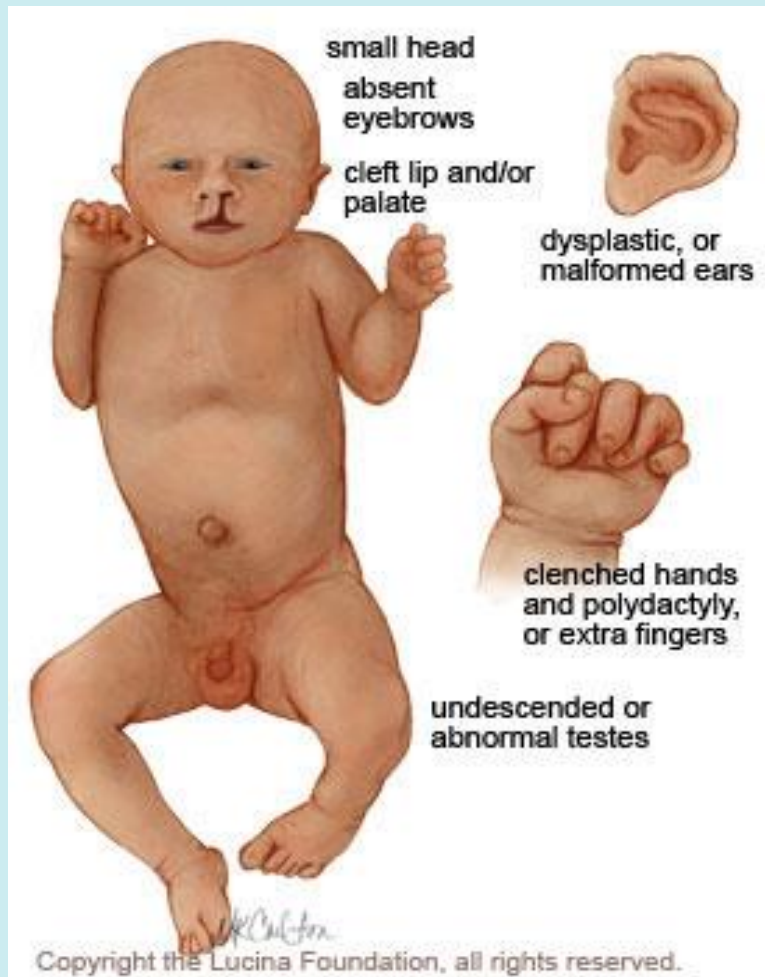 small head
absent
eyebrows
cleft lip and/or
palate
dysplastic, or
malformed ears
clenched hands
and polydactyly,
or extra fingers
undescended or
abnormal testes
Copyright the Lucina Foundation, all rights reserved.